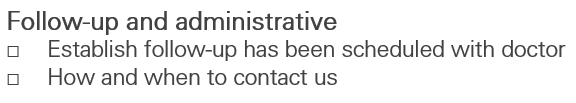 Follow-up and administrative
□ Establish follow-up has been scheduled with doctor
□ How and when to contact us